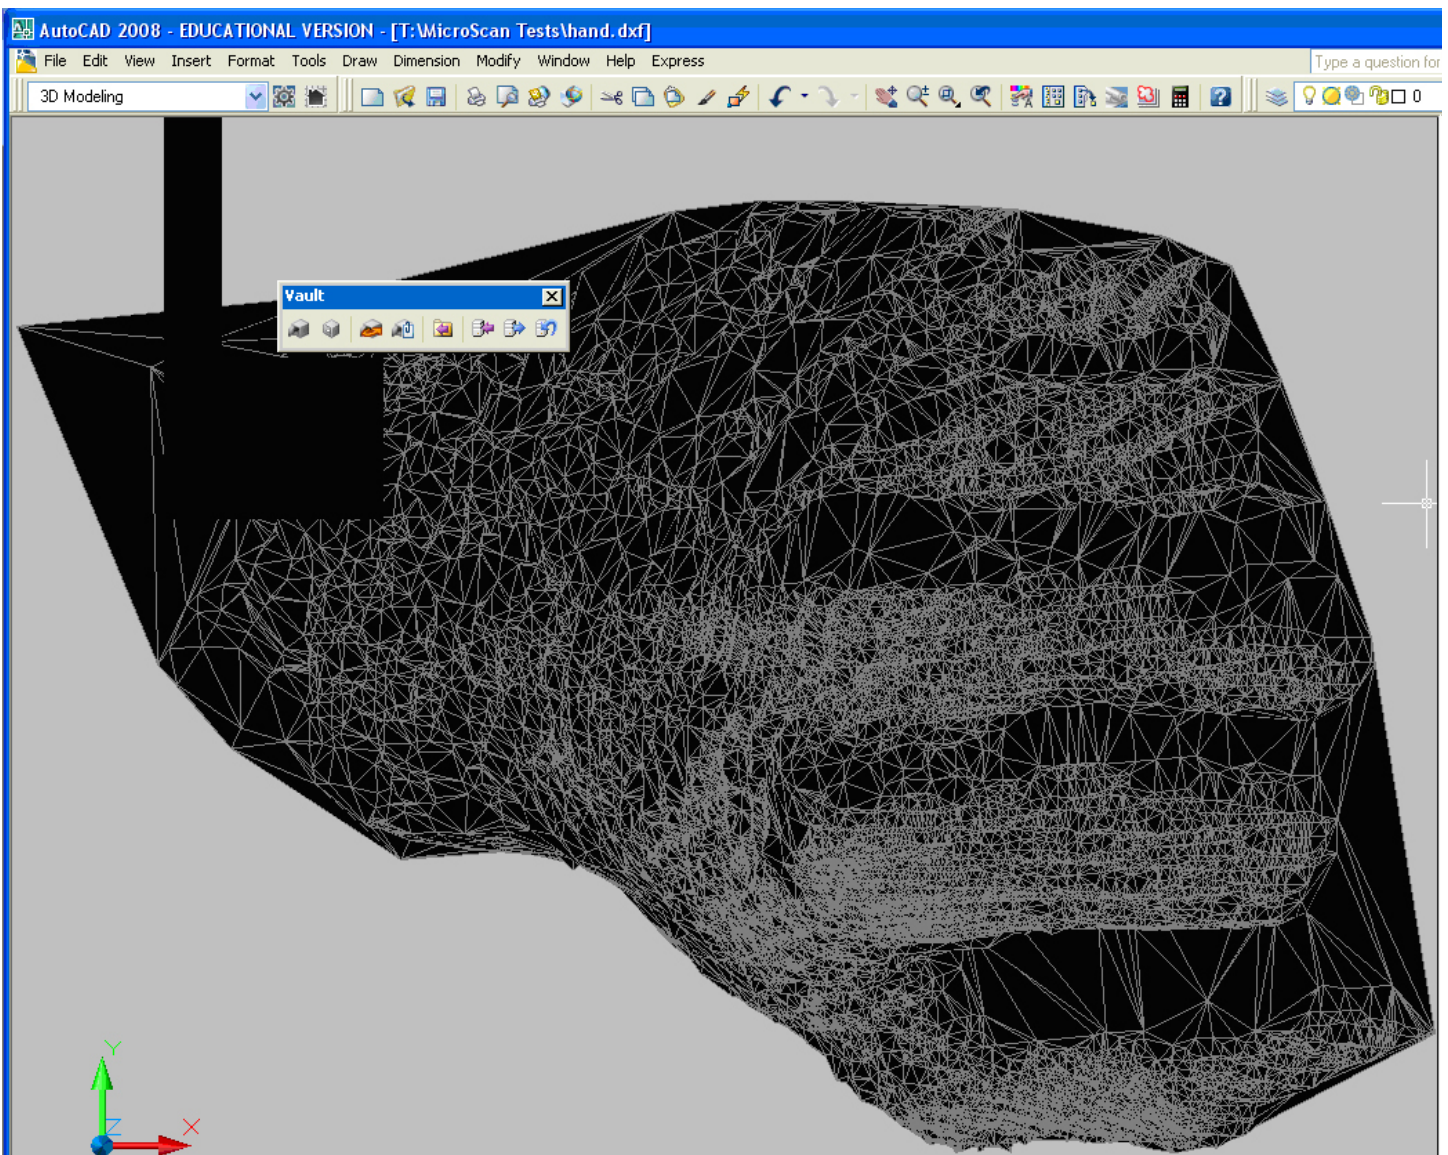 AutoCAD 2008 - EDUCATIONAL VERSION - [T:\MicroScan Tests\hand.dxf]
File Edit View Insert Format Tools Draw Dimension Modify Window Help Express
Type a question for
3D Modeling
0
Vault
Y
Z
X